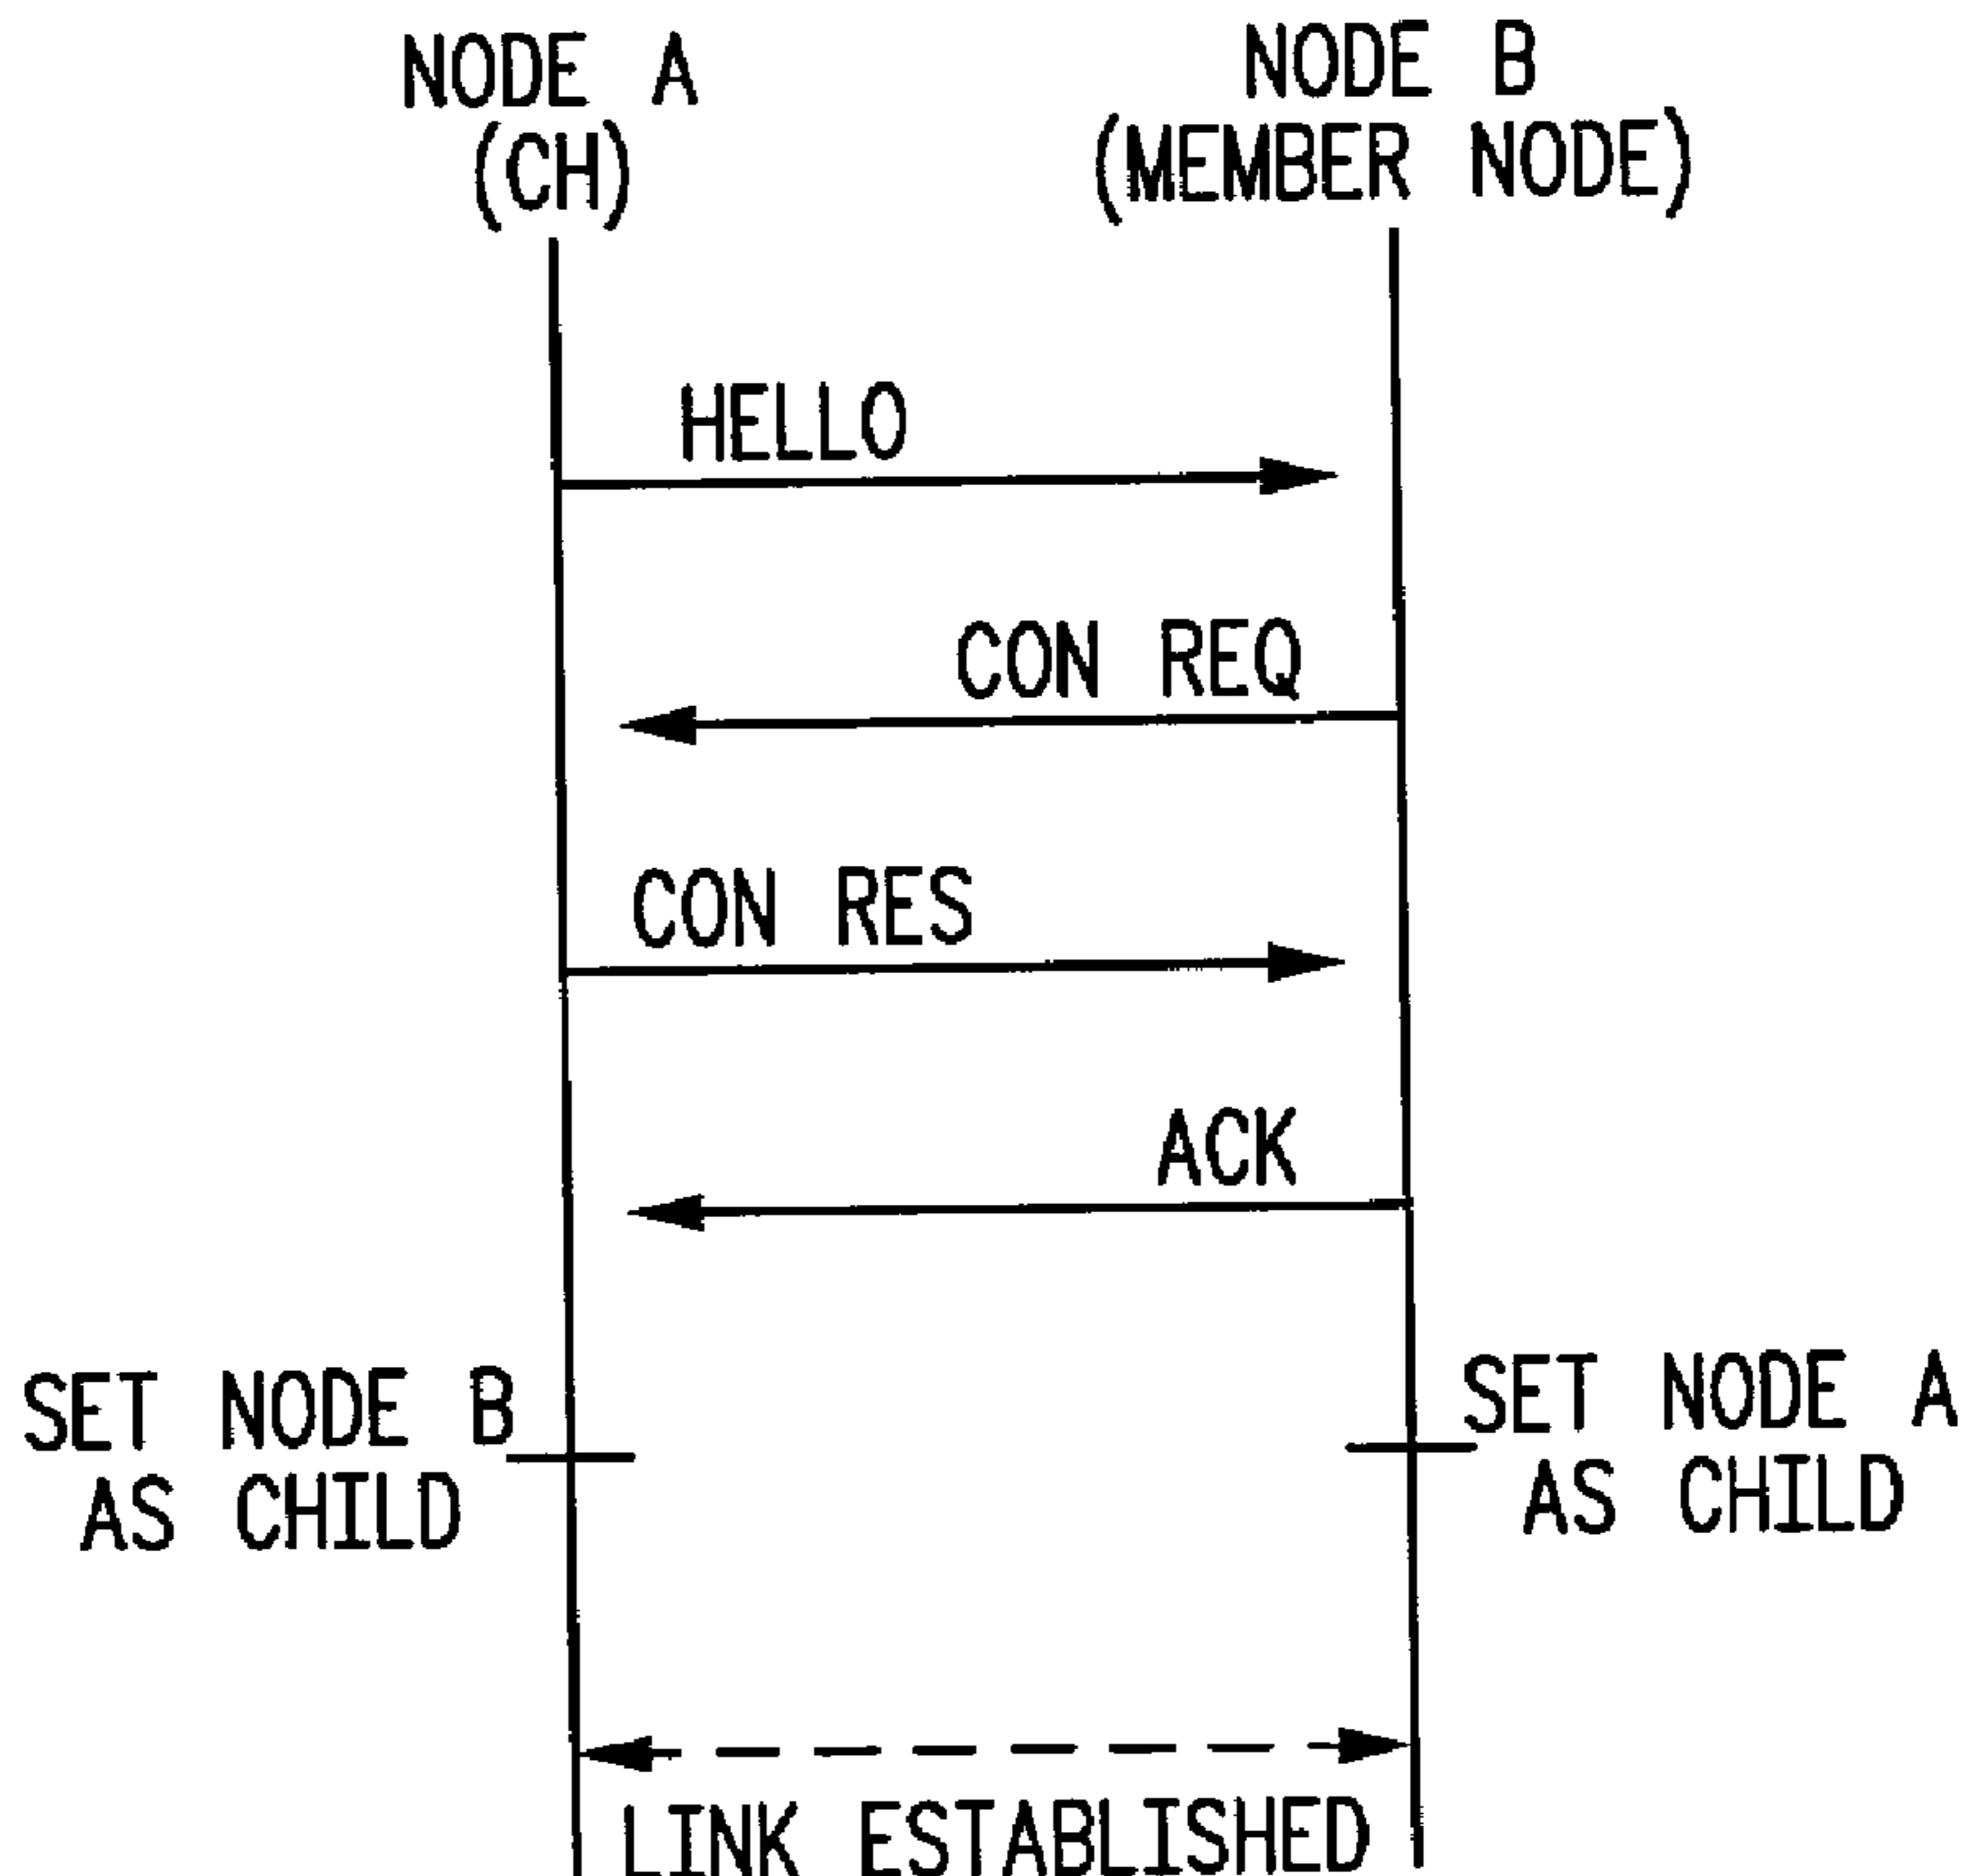 NODE A
(CH)
NODE B
(MEMBER NODE)
HELLO
CON REQ
CON RES
ACK
SET NODE B
AS CHILD
SET NODE A
AS CHILD
LINK ESTABLISHED